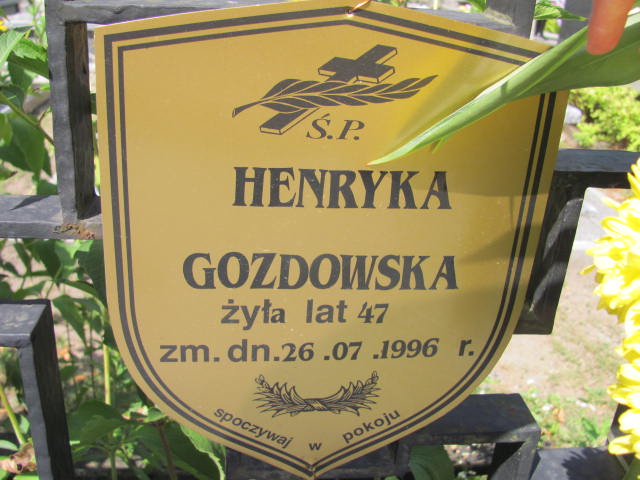 Ś.P.
HENRYKA
GOZDOWSKA
żyła lat 47
zm. dn. 26 .07 .1996 r.
spoczywaj w pokoju